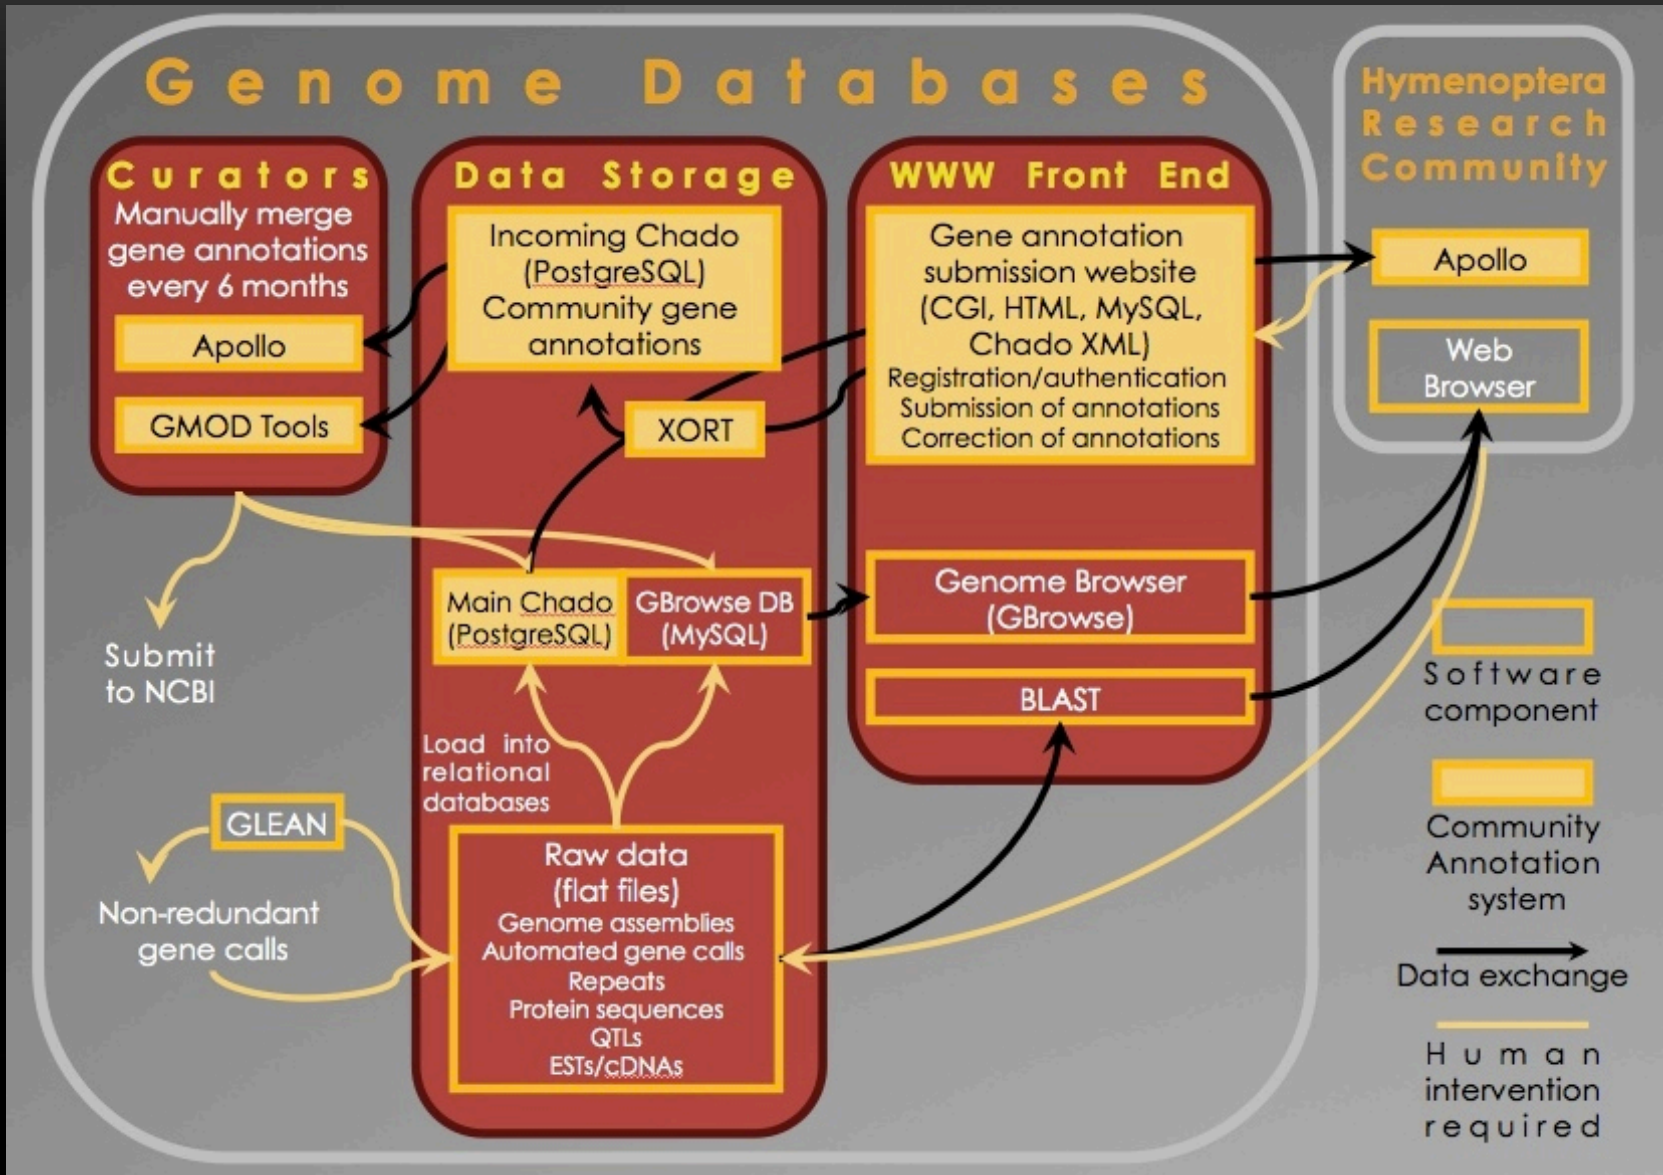 Genome Databases
Curators
Manually merge
gene annotations
every 6 months
Apollo
GMOD Tools
Submit
to NCBI
GLEAN
Non-redundant
gene calls
Data Storage
Incoming Chado
(PostgreSQL)
Community gene
annotations
XORT
Main Chado
(PostgreSQL)
GBrowse DB
(MySQL)
Load into
relational
databases
Raw data
(flat files)
Genome assemblies
Automated gene calls
Repeats
Protein sequences
QTLs
ESTs/cDNAs
WWW Front End
Gene annotation
submission website
(CGI, HTML, MySQL,
Chado XML)
Registration/authentication
Submission of annotations
Correction of annotations
Genome Browser
(GBrowse)
BLAST
Hymenoptera
Research
Community
Apollo
Web
Browser
Software
component
Community
Annotation
system
Data exchange
Human
intervention
required